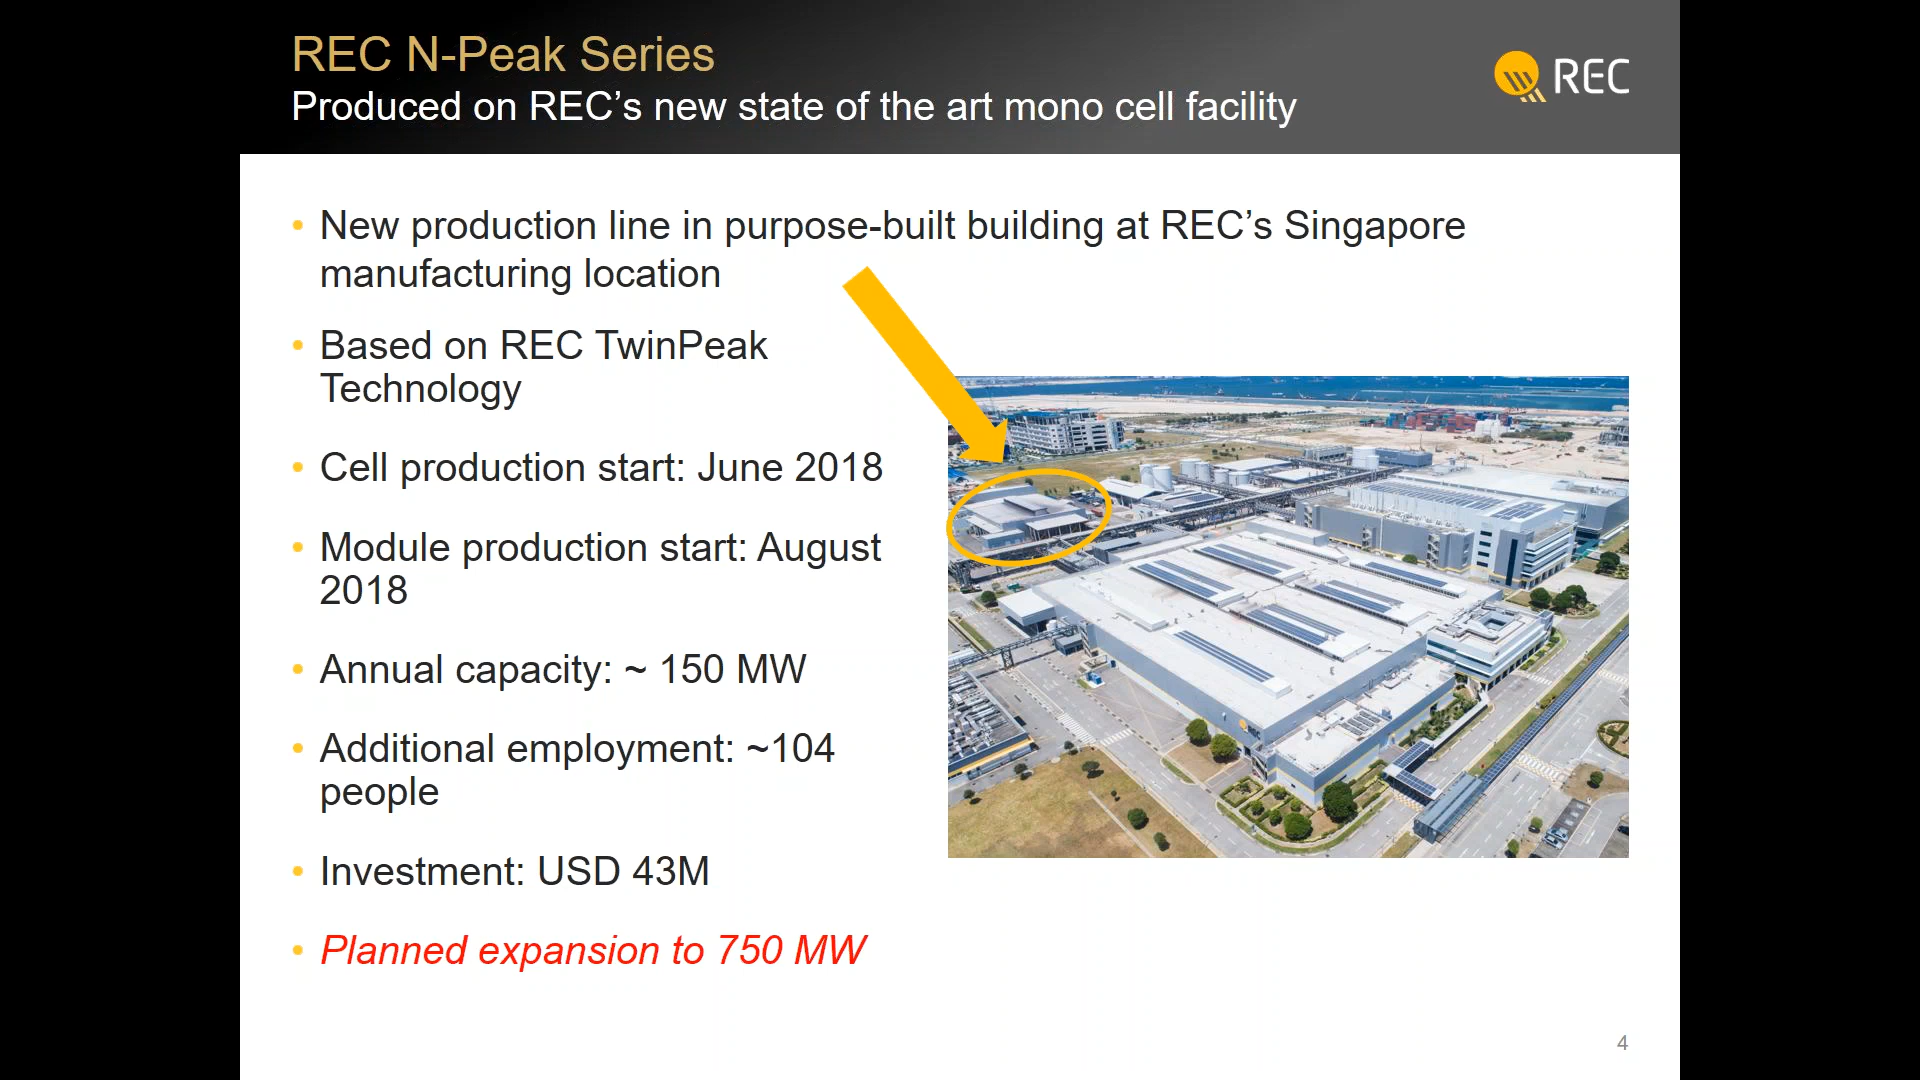 REC N-Peak Series
Produced on REC’s new state of the art mono cell facility
REC
• New production line in purpose-built building at REC’s Singapore
manufacturing location
• Based on REC TwinPeak
Technology
• Cell production start: June 2018
• Module production start: August
2018
• Annual capacity: ~ 150 MW
• Additional employment: ~104
people
• Investment: USD 43M
• Planned expansion to 750 MW
REC
4